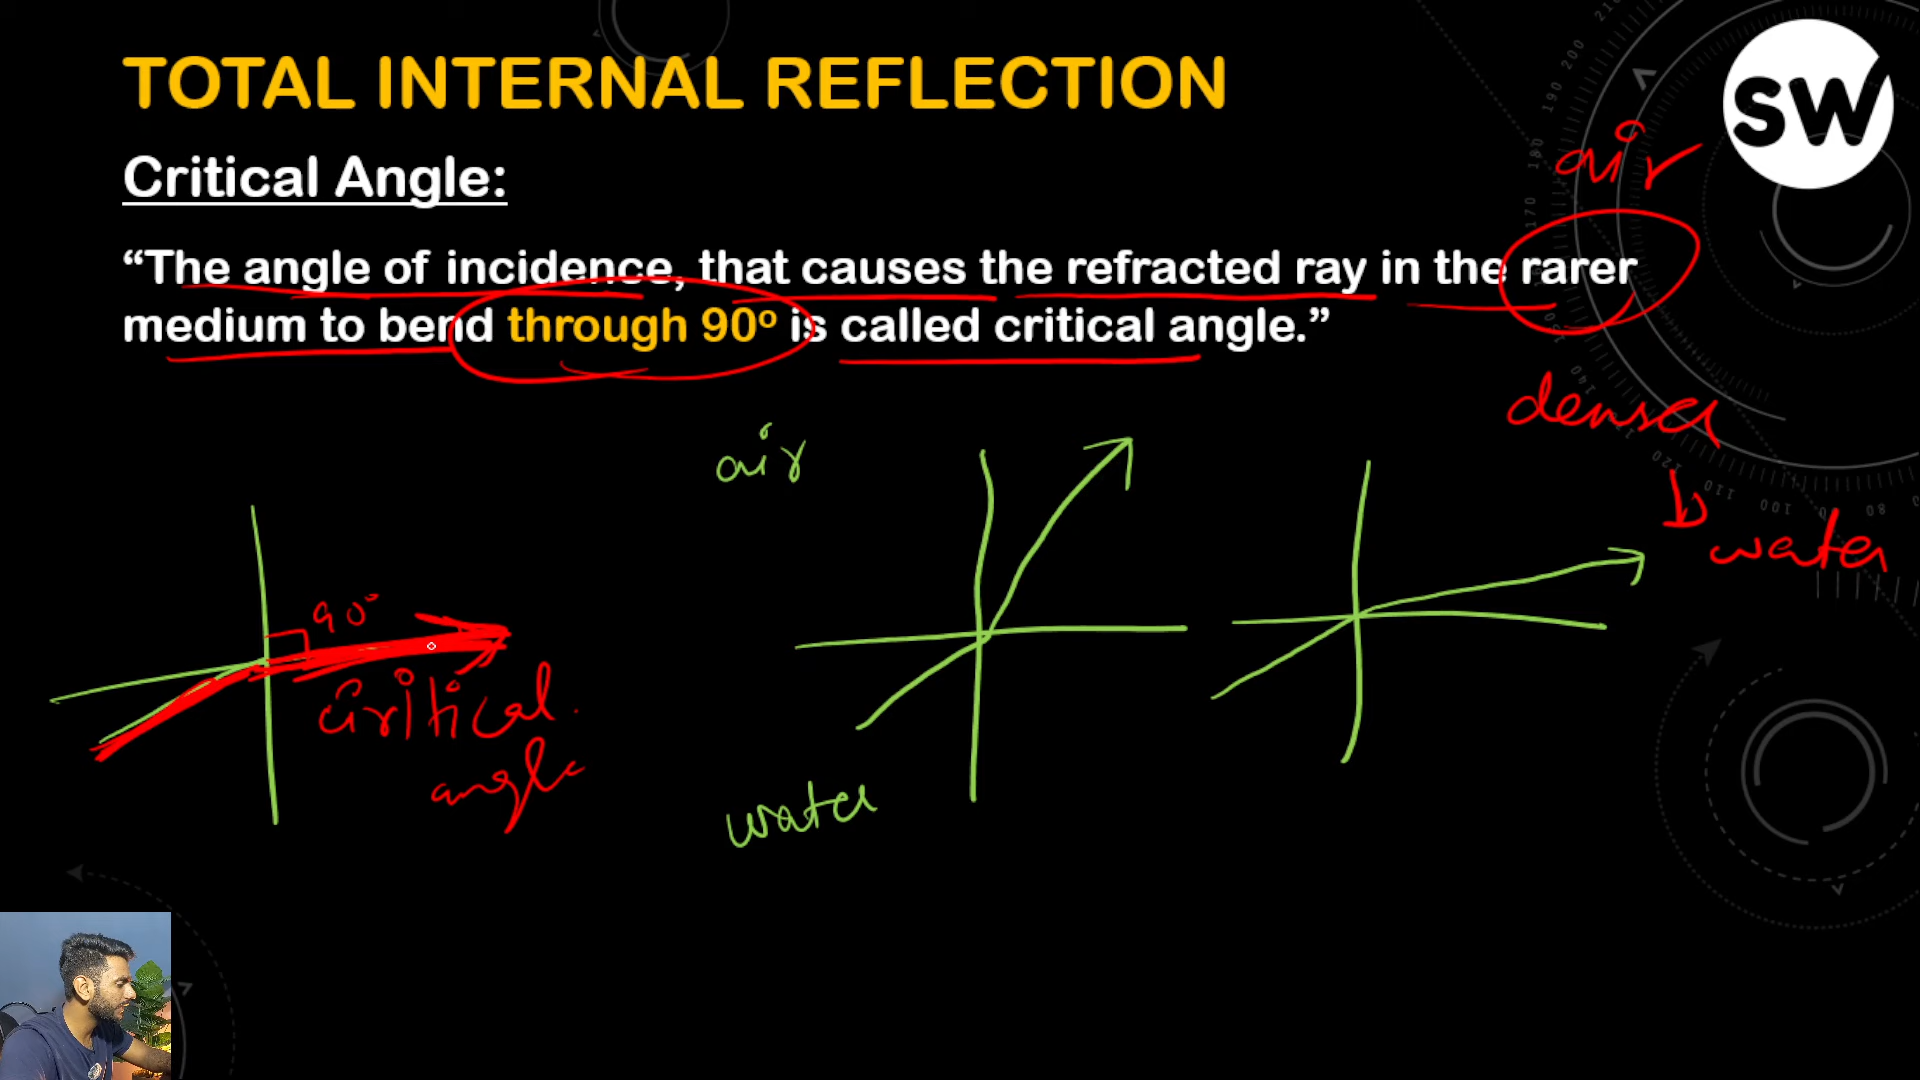 TOTAL INTERNAL REFLECTION
SW
Critical Angle:
air
“The angle of incidence, that causes the refracted ray in the rarer
medium to bend through 90° is called critical angle.”
denser
air
water
90°
critical
angle
water